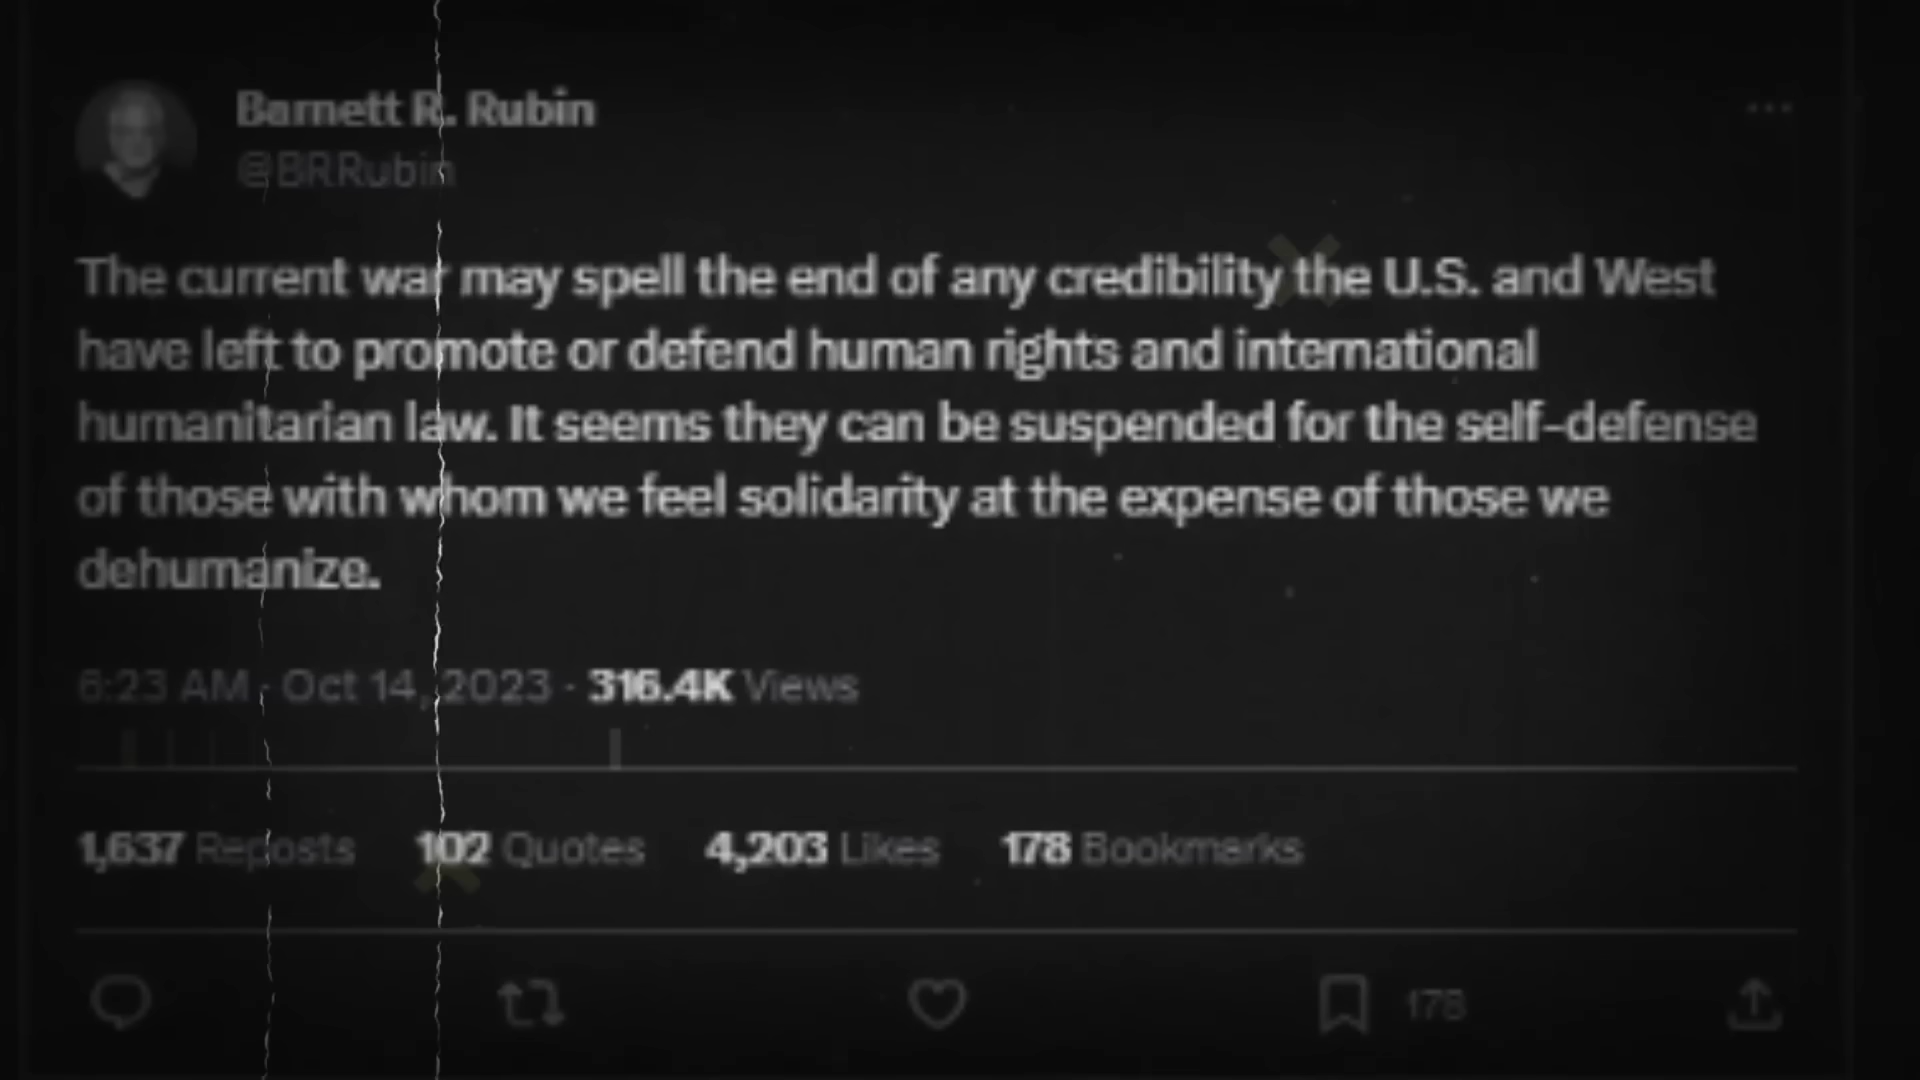 Barnett R. Rubin
@BRRubin
The current war may spell the end of any credibility the U.S. and West
have left to promote or defend human rights and international
humanitarian law. It seems they can be suspended for the self-defense
of those with whom we feel solidarity at the expense of those we
dehumanize.
6:23 AM · Oct 14, 2023 · 316.4K Views
1,637 Reposts 102 Quotes 4,203 Likes 178 Bookmarks
178